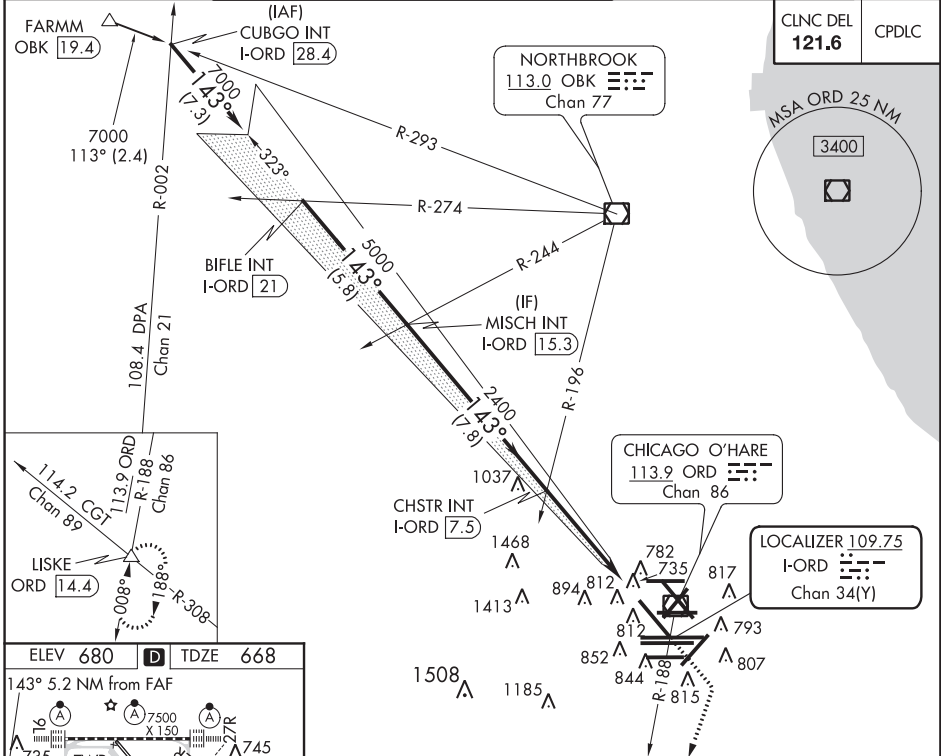 FARMM
OBK 19.4
(IAF)
CUBGO INT
I-ORD 28.4
CLNC DEL
121.6
CPDLC
7000
143°
(7.3)
7000
113° (2.4)
NORTHBROOK
113.0 OBK
Chan 77
MSA ORD 25 NM
3400
R-293
R-002
323°
R-274
BIFLE INT
I-ORD 21
5000
143°
(5.8)
R-244
(IF)
MISCH INT
I-ORD 15.3
108.4 DPA
Chan 21
R-196
2400
143°
(7.8)
1037
CHSTR INT
I-ORD 7.5
CHICAGO O'HARE
113.9 ORD
Chan 86
LOCALIZER 109.75
I-ORD
Chan 34(Y)
114.2 CGT
Chan 89
113.9 ORD
R-188
Chan 86
LISKE
ORD 14.4
008°
188°
R-308
1468
1413
894
812
782
735
817
812
793
852
844
807
815
R-188
1508
1185
ELEV 680 D TDZE 668
143° 5.2 NM from FAF
A
A
A
7500
X 150
16
27R
745
735
TWR